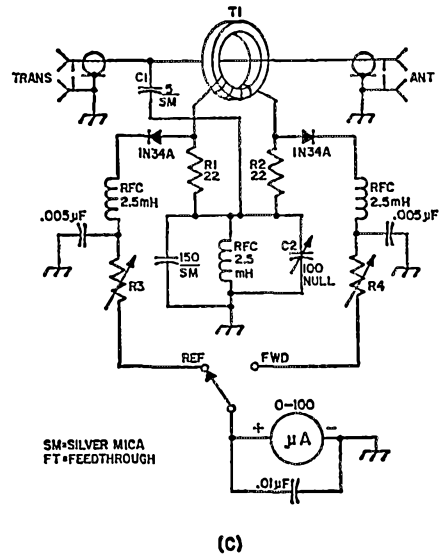 T1
TRANS
C1
5
SM
ANT
1N34A
R1
22
R2
22
1N34A
RFC
2.5mH
RFC
2.5mH
.005µF
.005µF
150
SM
RFC
2.5
mH
C2
100
NULL
R3
R4
REF
FWD
0-100
+
µA
-
SM=SILVER MICA
FT=FEEDTHROUGH
.01µF
(C)